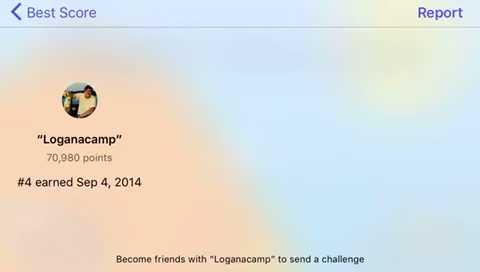 Best Score
Report
“Loganacamp”
70,980 points
#4 earned Sep 4, 2014
Become friends with “Loganacamp” to send a challenge